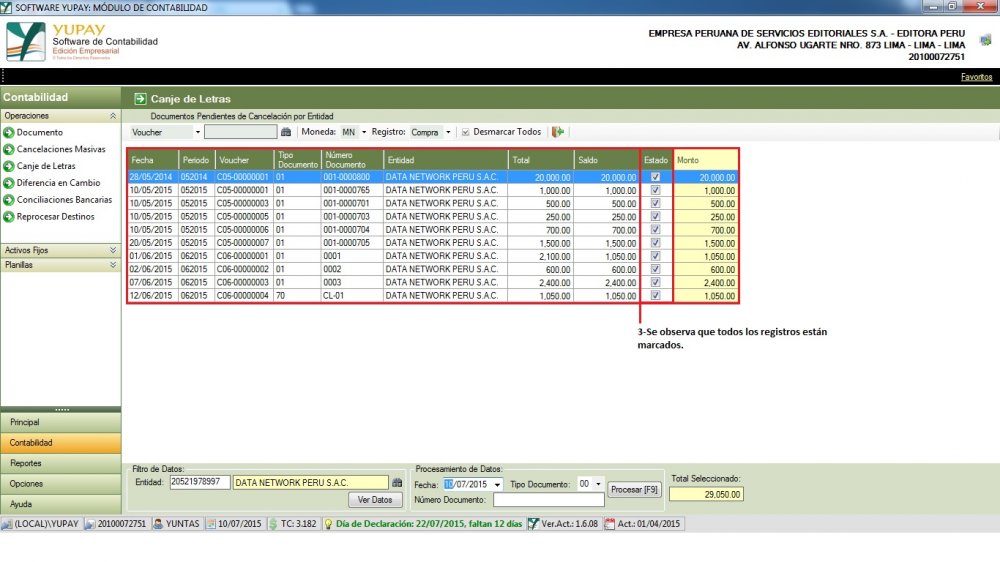 SOFTWARE YUPAY: MÓDULO DE CONTABILIDAD
YUPAY
Software de Contabilidad
Edición Empresarial
© Todos los Derechos Reservados
EMPRESA PERUANA DE SERVICIOS EDITORIALES S.A. - EDITORA PERU
AV. ALFONSO UGARTE NRO. 873 LIMA - LIMA - LIMA
20100072751
Favoritos
Contabilidad
Canje de Letras
Operaciones
Documentos Pendientes de Cancelación por Entidad
Documento
Cancelaciones Masivas
Canje de Letras
Diferencia en Cambio
Conciliaciones Bancarias
Reprocesar Destinos
Activos Fijos
Planillas
Voucher Moneda: MN Registro: Compra Desmarcar Todos
Fecha Periodo Voucher Tipo Documento Número Documento Entidad Total Saldo Estado Monto
28/05/2014 052014 C05-00000001 01 001-0000800 DATA NETWORK PERU S.A.C. 20,000.00 20,000.00 20,000.00
10/05/2015 052015 C05-00000001 01 001-0000765 DATA NETWORK PERU S.A.C. 1,000.00 1,000.00 1,000.00
10/05/2015 052015 C05-00000003 01 001-0000701 DATA NETWORK PERU S.A.C. 500.00 500.00 500.00
10/05/2015 052015 C05-00000005 01 001-0000703 DATA NETWORK PERU S.A.C. 250.00 250.00 250.00
10/05/2015 052015 C05-00000006 01 001-0000704 DATA NETWORK PERU S.A.C. 700.00 700.00 700.00
20/05/2015 052015 C05-00000007 01 001-0000705 DATA NETWORK PERU S.A.C. 1,500.00 1,500.00 1,500.00
01/06/2015 062015 C06-00000001 01 0001 DATA NETWORK PERU S.A.C. 2,100.00 1,050.00 1,050.00
02/06/2015 062015 C06-00000002 01 0002 DATA NETWORK PERU S.A.C. 600.00 600.00 600.00
07/06/2015 062015 C06-00000003 01 0003 DATA NETWORK PERU S.A.C. 2,400.00 2,400.00 2,400.00
12/06/2015 062015 C06-00000004 70 CL-01 DATA NETWORK PERU S.A.C. 1,050.00 1,050.00 1,050.00
3-Se observa que todos los registros están
marcados.
Principal
Contabilidad
Reportes
Opciones
Ayuda
Filtro de Datos:
Entidad: 20521978997 DATA NETWORK PERU S.A.C.
Ver Datos
Procesamiento de Datos:
Fecha: 10/07/2015 Tipo Documento: 00 Procesar [F9]
Número Documento:
Total Seleccionado:
29,050.00
(LOCAL)\YUPAY 20100072751 YUNTAS 10/07/2015 TC: 3.182 Día de Declaración: 22/07/2015, faltan 12 días Ver.Act.: 1.6.08 Act.: 01/04/2015